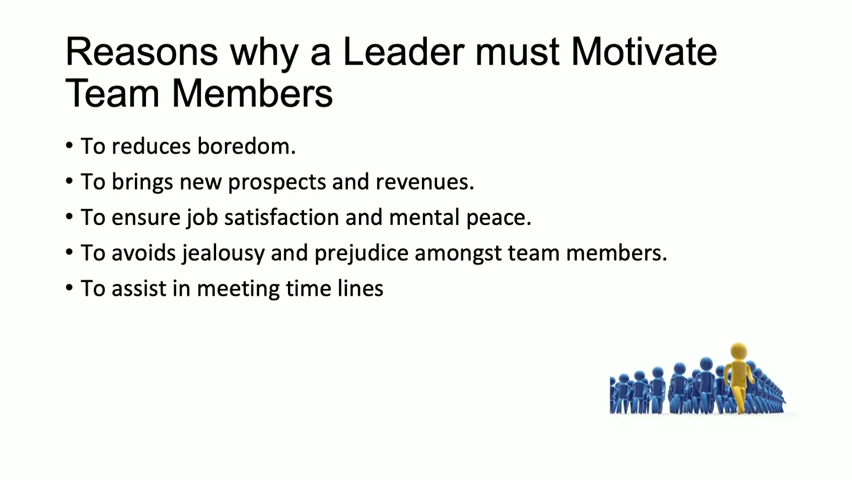 Reasons why a Leader must Motivate
Team Members
• To reduces boredom.
• To brings new prospects and revenues.
• To ensure job satisfaction and mental peace.
• To avoids jealousy and prejudice amongst team members.
• To assist in meeting time lines